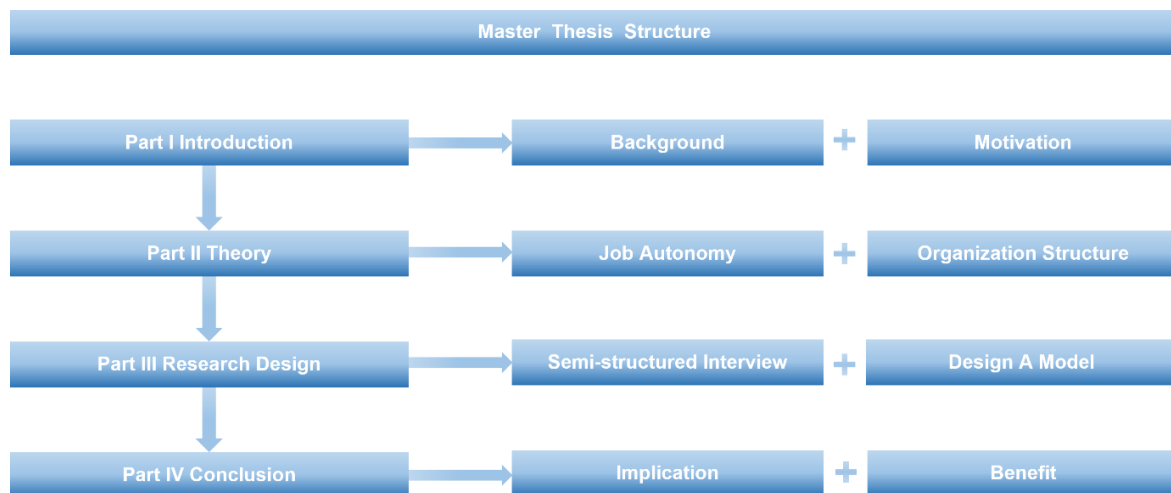 Master Thesis Structure
Part I Introduction
Background
+
Motivation
Part II Theory
Job Autonomy
+
Organization Structure
Part III Research Design
Semi-structured Interview
+
Design A Model
Part IV Conclusion
Implication
+
Benefit